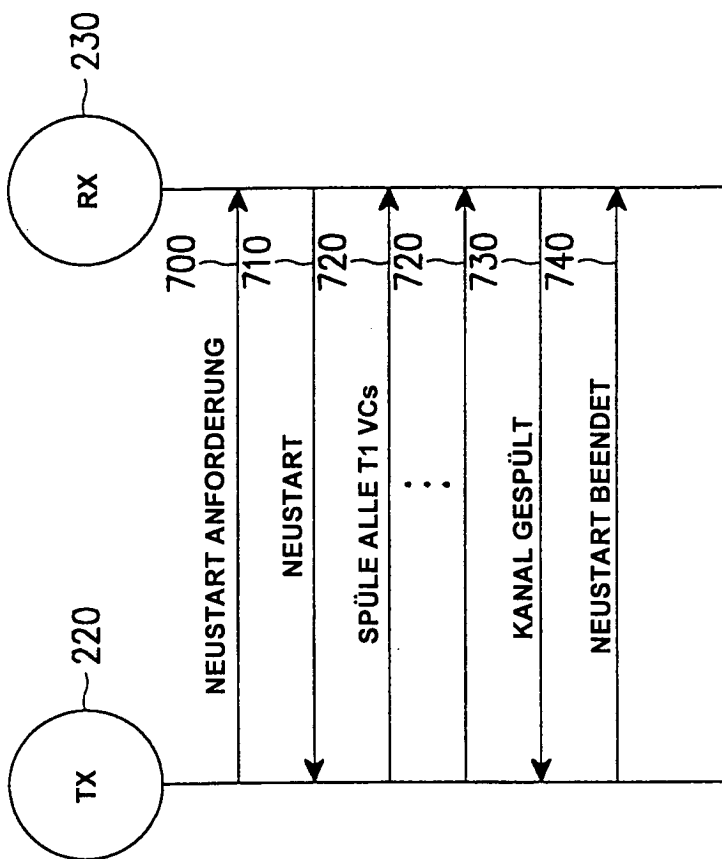 TX
220
RX
230
NEUSTART ANFORDERUNG
700
NEUSTART
710
SPÜLE ALLE T1 VCs
720
...
720
KANAL GESPÜLT
730
NEUSTART BEENDET
740